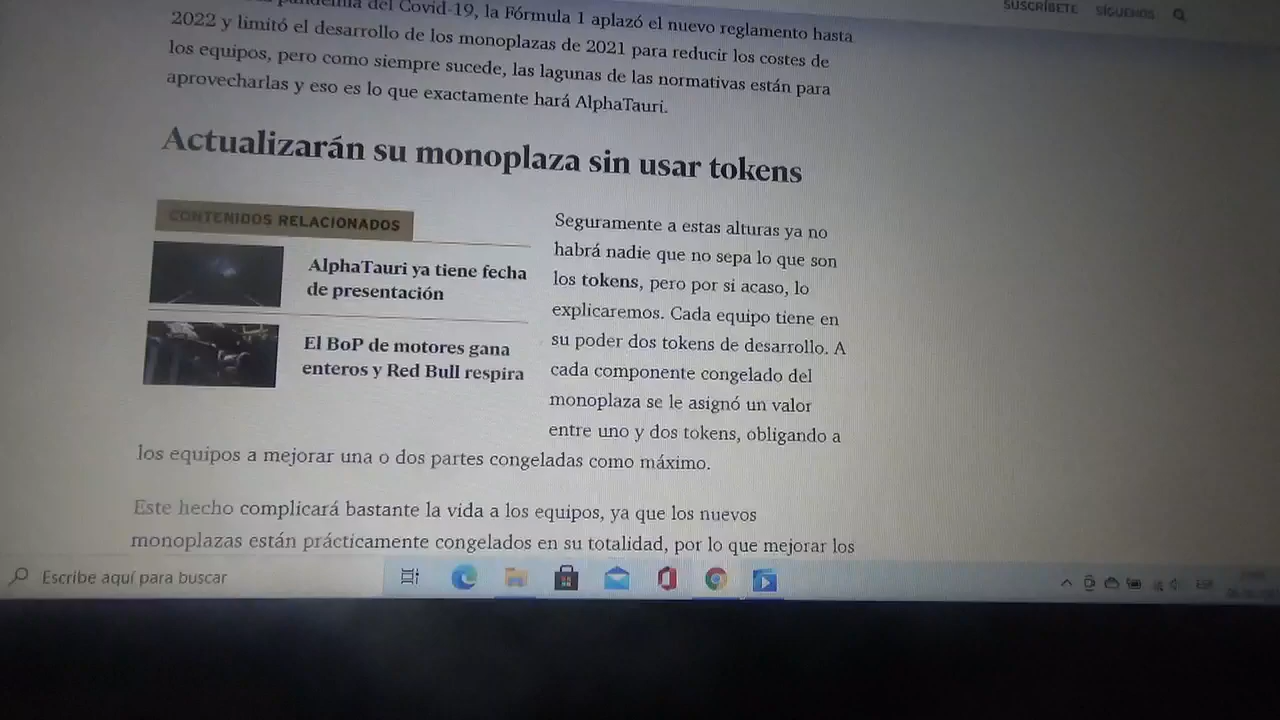 pandemia del Covid-19, la Fórmula 1 aplazó el nuevo reglamento hasta
2022 y limitó el desarrollo de los monoplazas de 2021 para reducir los costes de
los equipos, pero como siempre sucede, las lagunas de las normativas están para
aprovecharlas y eso es lo que exactamente hará AlphaTauri.
SUSCRÍBETE SÍGUENOS
Actualizarán su monoplaza sin usar tokens
CONTENIDOS RELACIONADOS
AlphaTauri ya tiene fecha
de presentación
El BoP de motores gana
enteros y Red Bull respira
Seguramente a estas alturas ya no
habrá nadie que no sepa lo que son
los tokens, pero por si acaso, lo
explicaremos. Cada equipo tiene en
su poder dos tokens de desarrollo. A
cada componente congelado del
monoplaza se le asignó un valor
entre uno y dos tokens, obligando a
los equipos a mejorar una o dos partes congeladas como máximo.
Este hecho complicará bastante la vida a los equipos, ya que los nuevos
monoplazas están prácticamente congelados en su totalidad, por lo que mejorar los
Escribe aquí para buscar